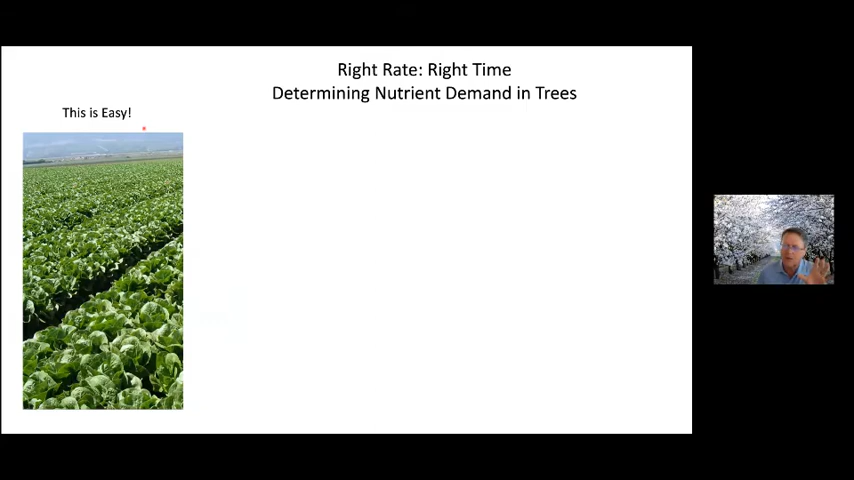 Right Rate: Right Time
Determining Nutrient Demand in Trees
This is Easy!